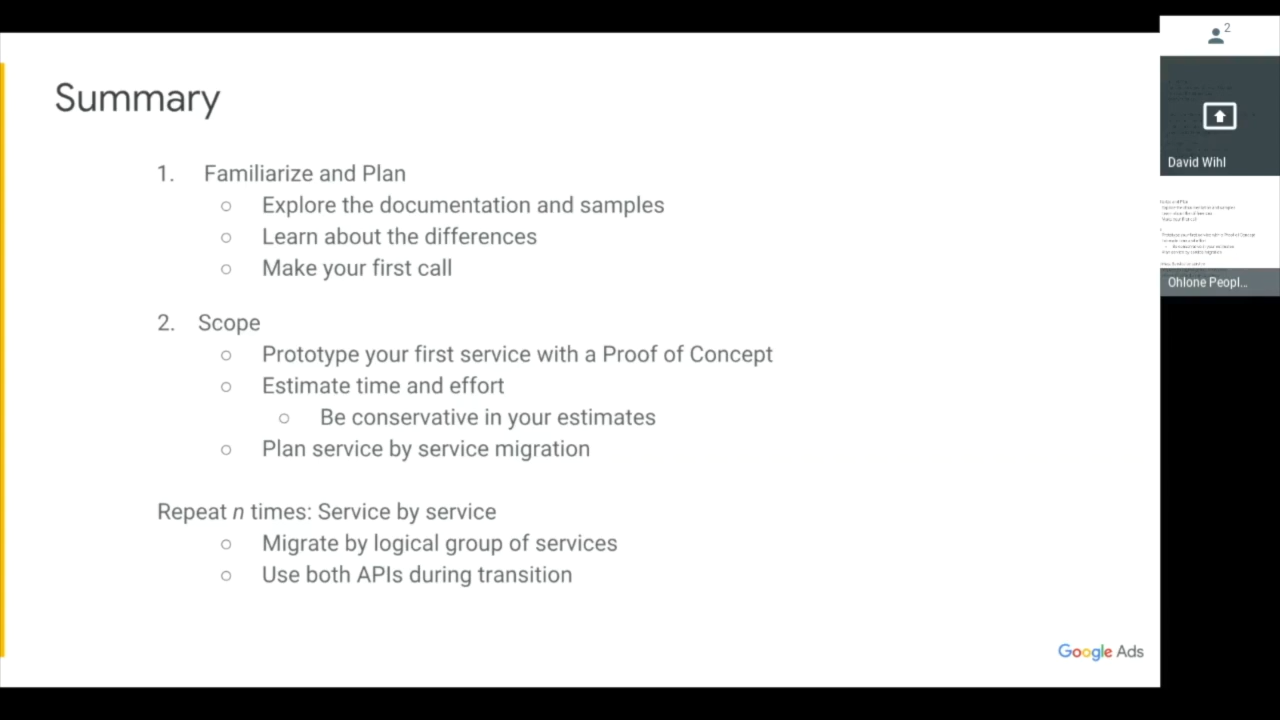 Summary
1. Familiarize and Plan
○ Explore the documentation and samples
○ Learn about the differences
○ Make your first call
2. Scope
○ Prototype your first service with a Proof of Concept
○ Estimate time and effort
○ Be conservative in your estimates
○ Plan service by service migration
Repeat n times: Service by service
○ Migrate by logical group of services
○ Use both APIs during transition
Google Ads
2
David Wihl
Ohlone Peopl...